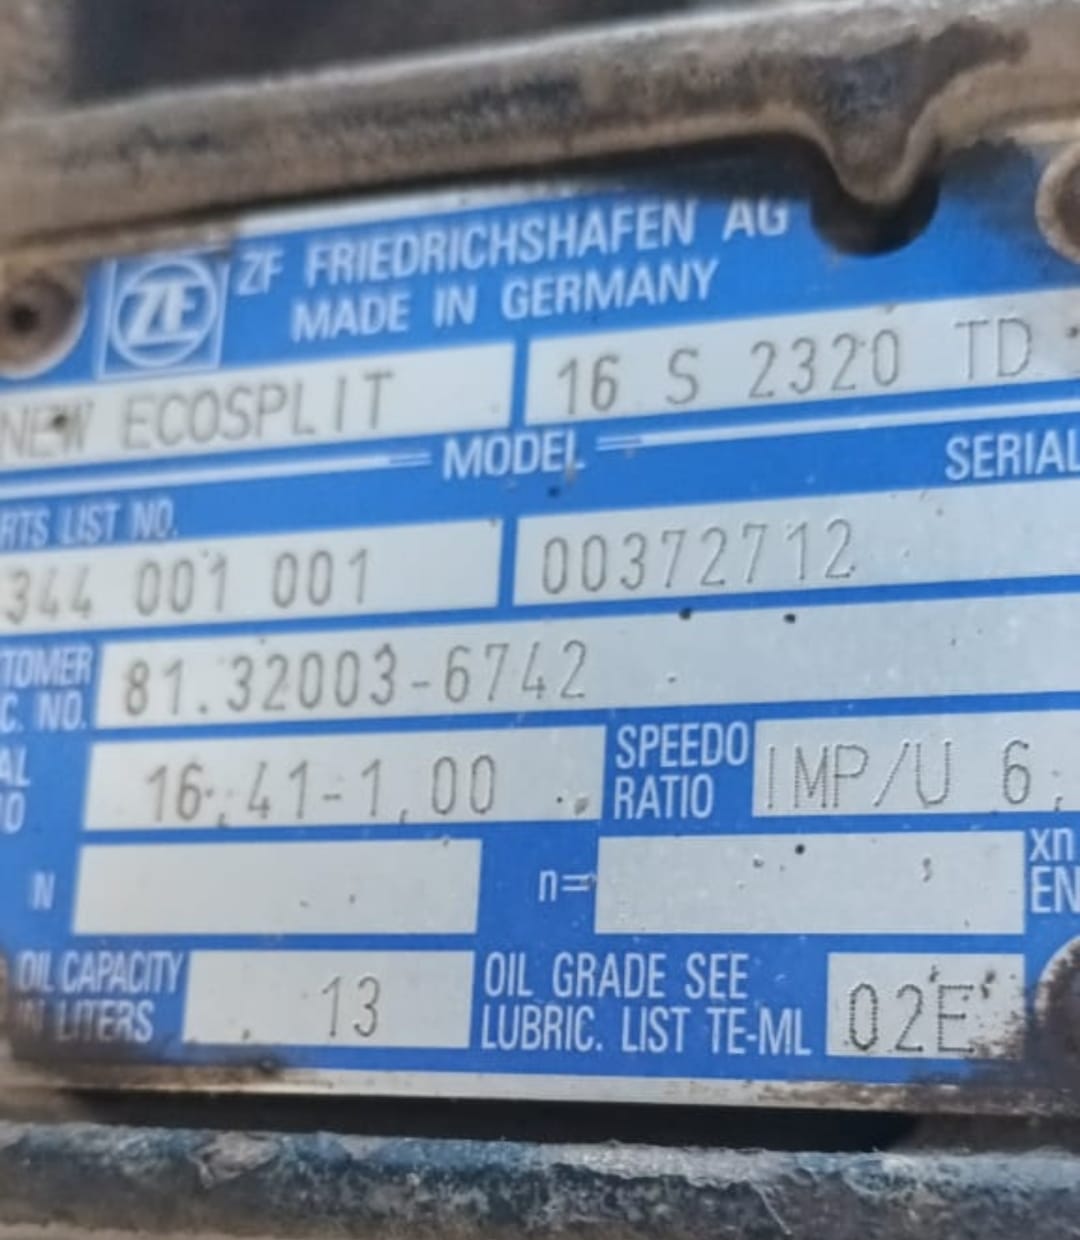 ZF
ZF FRIEDRICHSHAFEN AG
MADE IN GERMANY
NEW ECOSPLIT 16 S 2320 TD
MODEL SERIAL
RTS LIST NO.
344 001 001 00372712
TOMER
C. NO. 81.32003-6742
AL
IO 16,41-1,00 SPEEDO
RATIO IMP/U 6,
N n= xn
EN
OIL CAPACITY
IN LITERS 13 OIL GRADE SEE
LUBRIC. LIST TE-ML 02E